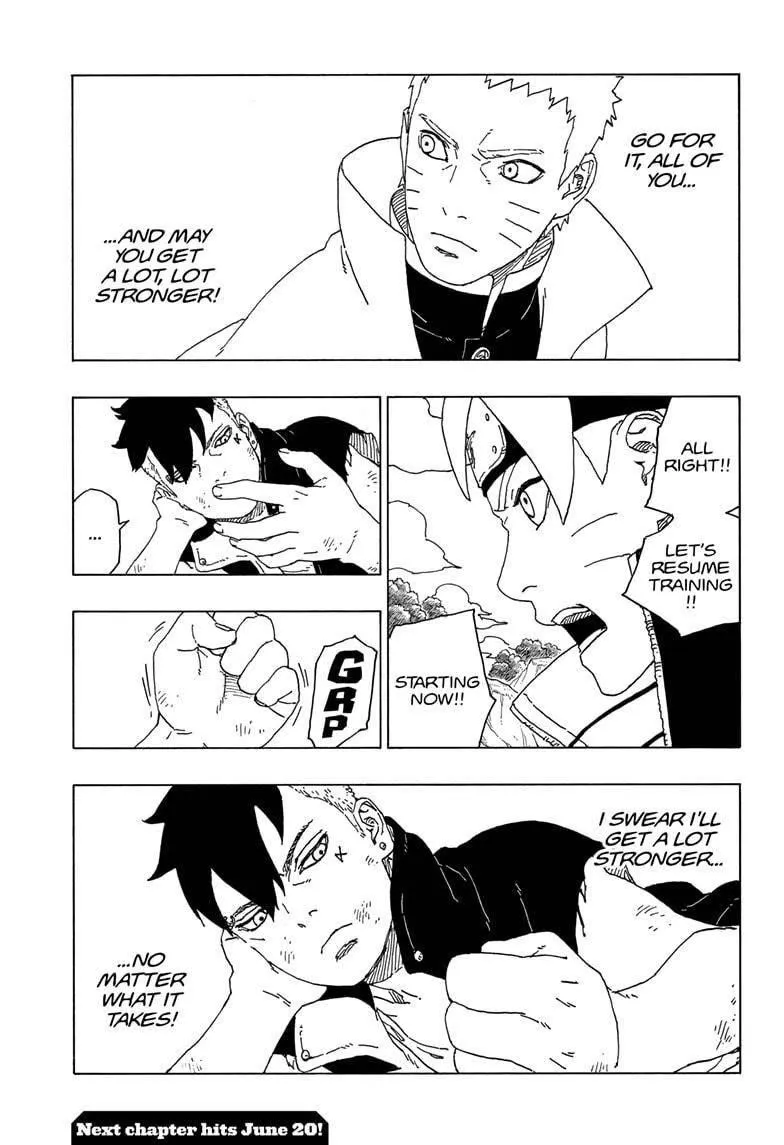 GO FOR
IT, ALL OF
YOU...
...AND MAY
YOU GET
A LOT, LOT
STRONGER!
ALL
RIGHT!!
LET'S
RESUME
TRAINING
!!
STARTING
NOW!!
...
GRP
I SWEAR I'LL
GET A LOT
STRONGER...
...NO
MATTER
WHAT IT
TAKES!
Next chapter hits June 20!